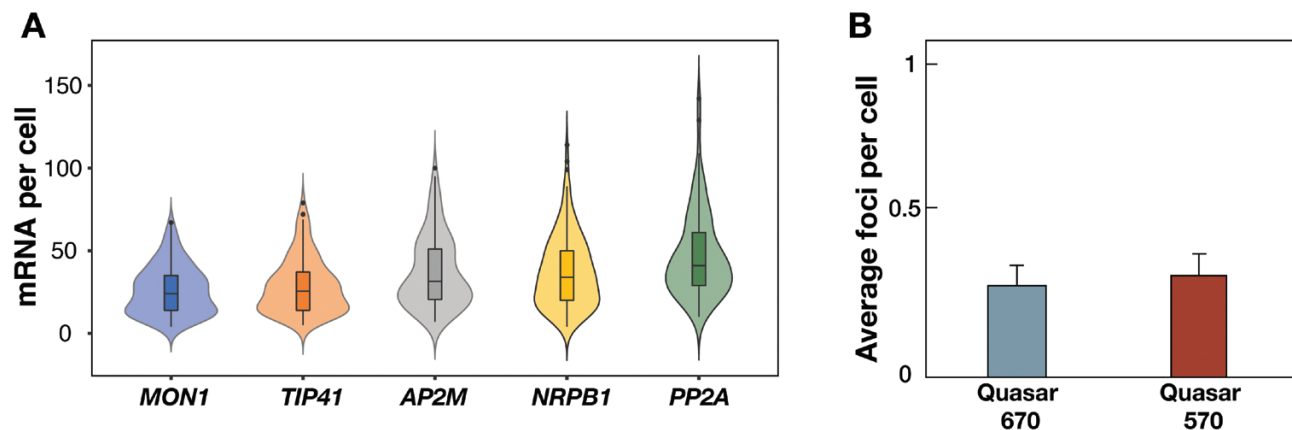 A
mRNA per cell
150
100
50
0
MON1 TIP41 AP2M NRPB1 PP2A
B
Average foci per cell
1
0.5
0
Quasar 670
Quasar 570